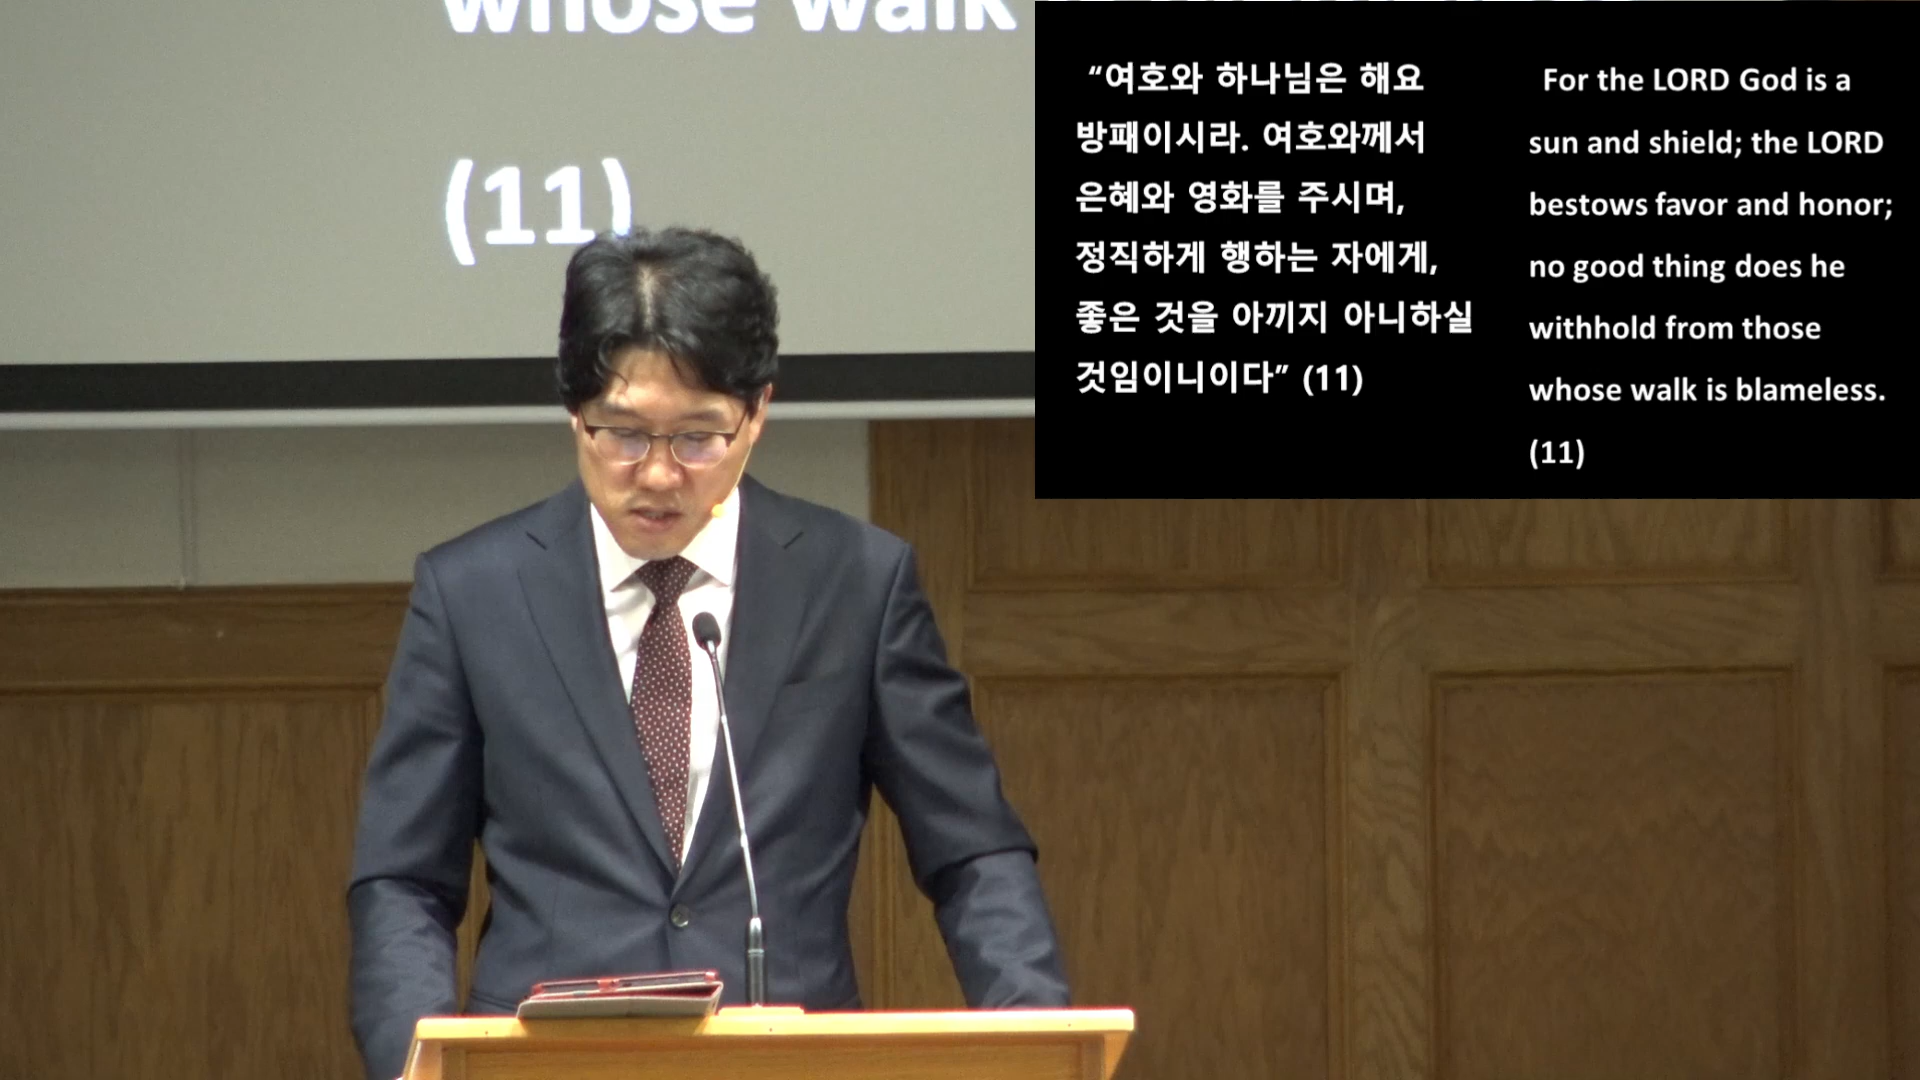 whose walk
(11)
“여호와 하나님은 해요
방패이시라. 여호와께서
은혜와 영화를 주시며,
정직하게 행하는 자에게,
좋은 것을 아끼지 아니하실
것임이니이다” (11)
For the LORD God is a
sun and shield; the LORD
bestows favor and honor;
no good thing does he
withhold from those
whose walk is blameless.
(11)